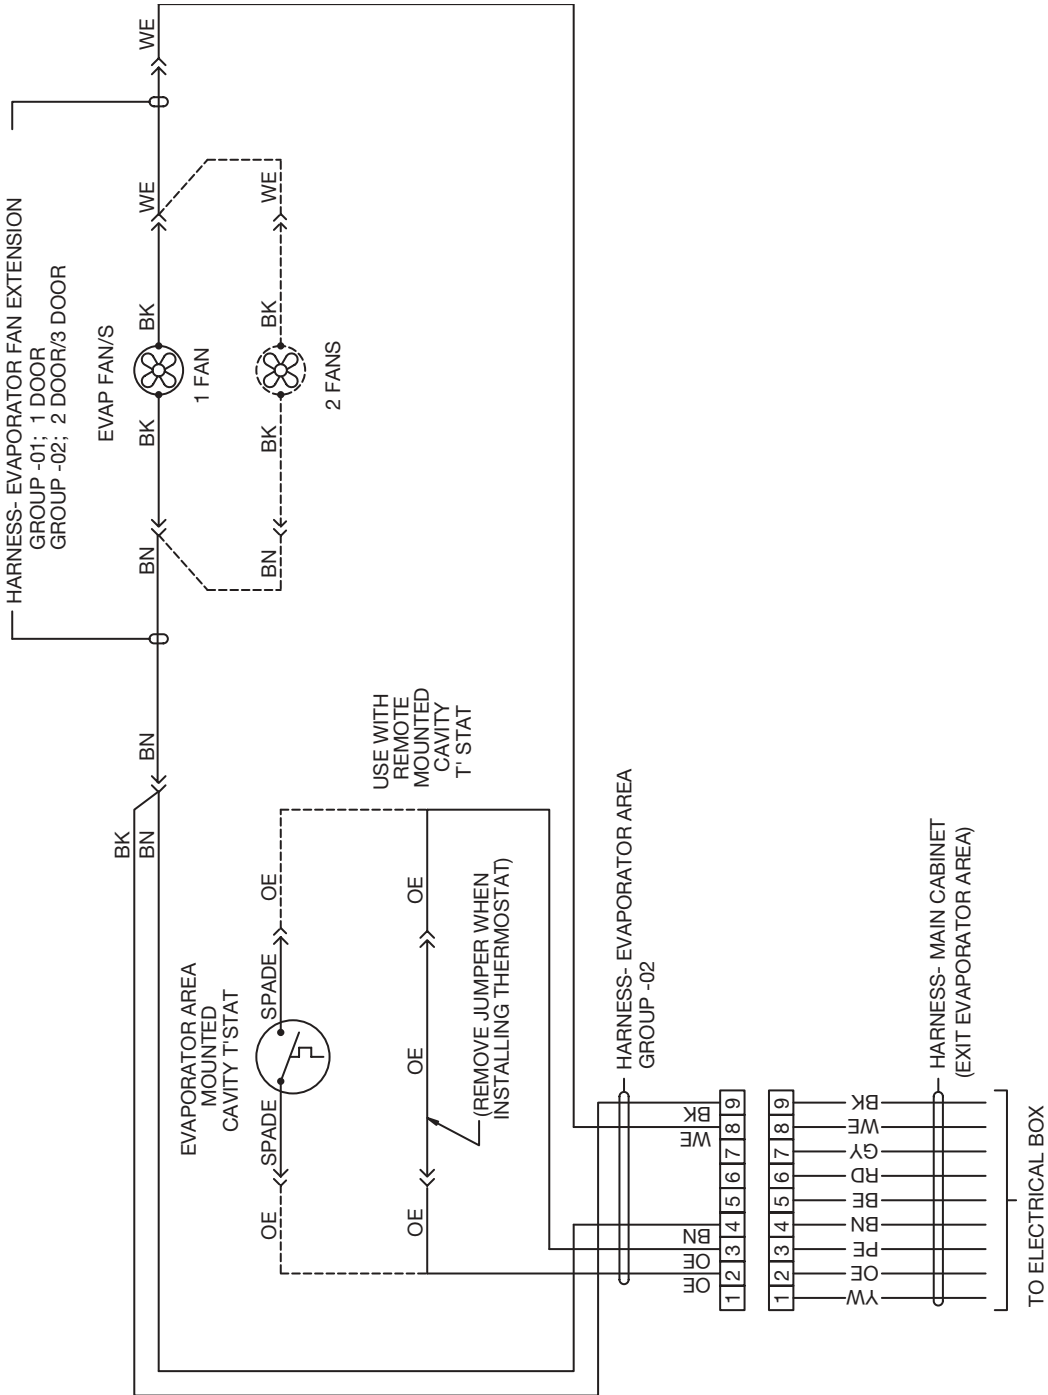 HARNESS- EVAPORATOR FAN EXTENSION
GROUP -01; 1 DOOR
GROUP -02; 2 DOOR/3 DOOR
EVAP FAN/S
BN
BN
BK
BK
WE
WE
1 FAN
BN
BK
BK
WE
2 FANS
BK
BN
EVAPORATOR AREA
MOUNTED
CAVITY T'STAT
OE
SPADE
SPADE
OE
USE WITH
REMOTE
MOUNTED
CAVITY
T' STAT
OE
OE
OE
(REMOVE JUMPER WHEN
INSTALLING THERMOSTAT)
HARNESS- EVAPORATOR AREA
GROUP -02
OE
OE
BN
WE
BK
1 2 3 4 5 6 7 8 9
1 2 3 4 5 6 7 8 9
YW
OE
PE
BN
BE
RD
GY
WE
BK
HARNESS- MAIN CABINET
(EXIT EVAPORATOR AREA)
TO ELECTRICAL BOX